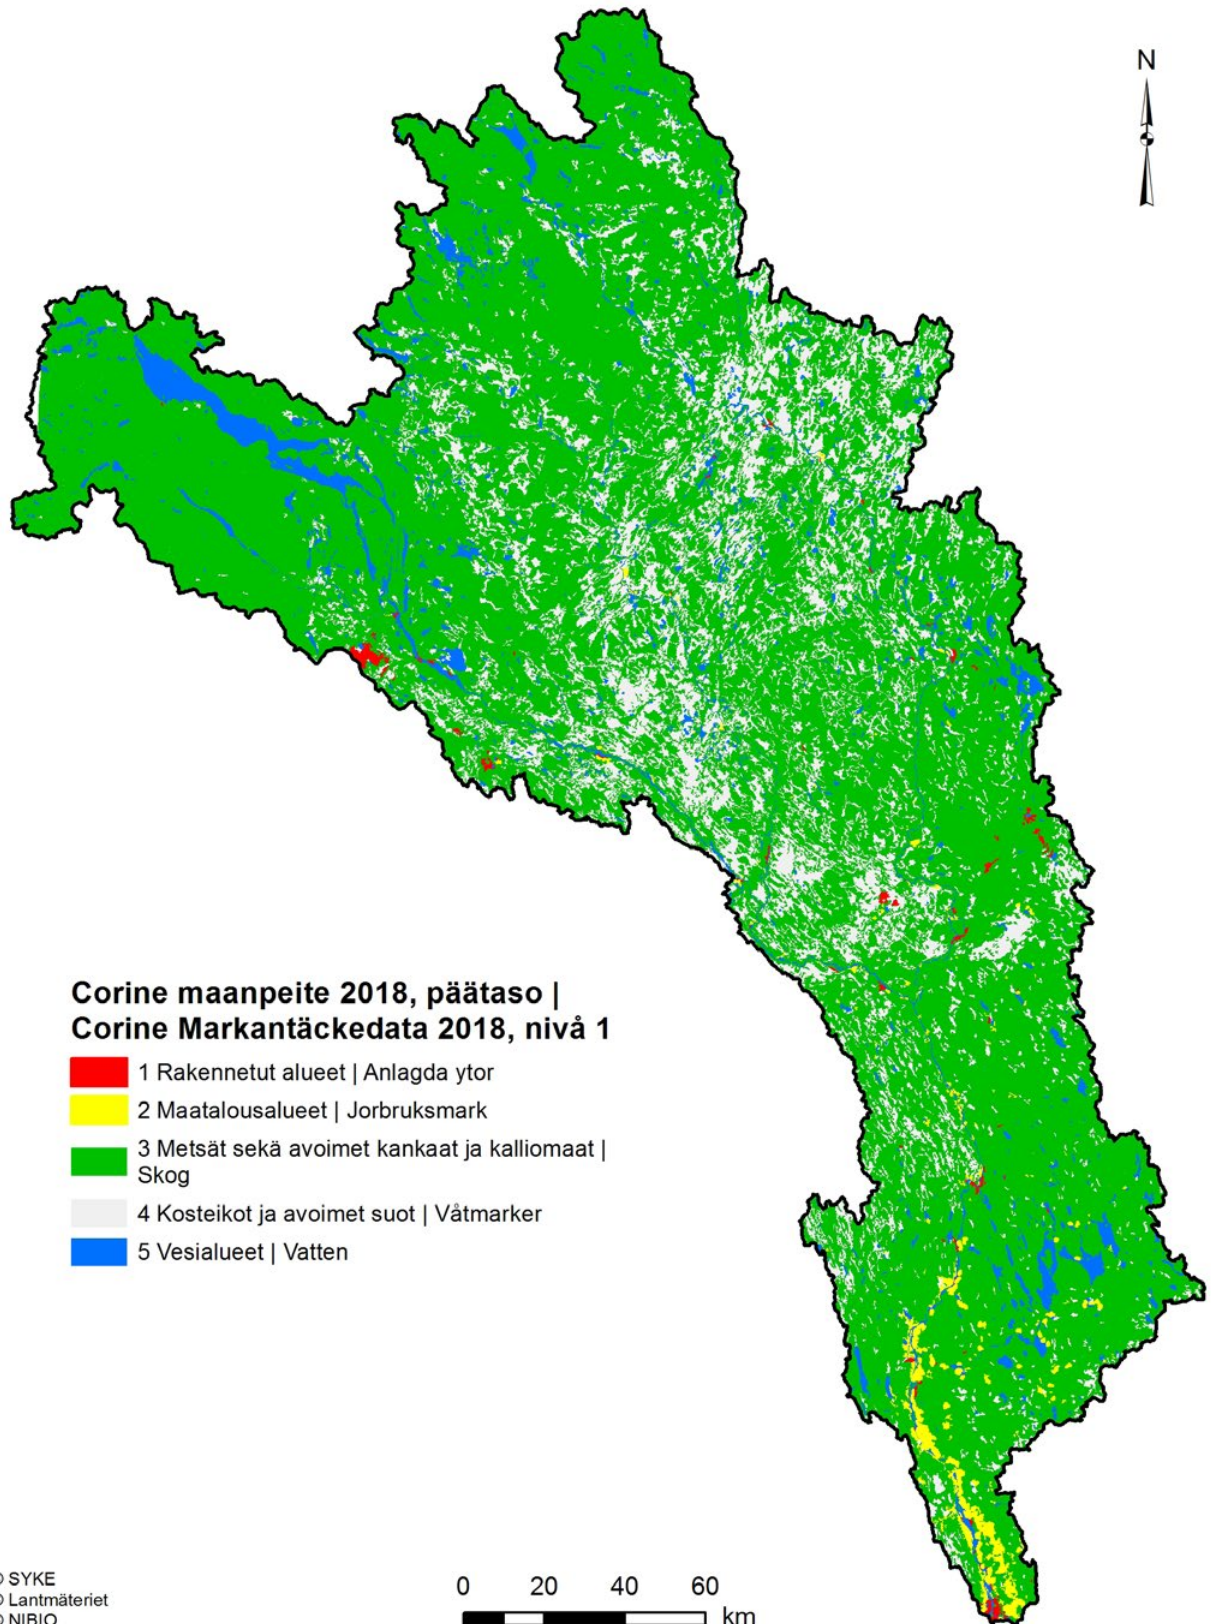 N
Corine maanpeite 2018, päätaso |
Corine Markantäckedata 2018, nivå 1
1 Rakennetut alueet | Anlagda ytor
2 Maatalousalueet | Jorbruksmark
3 Metsät sekä avoimet kankaat ja kalliomaat |
Skog
4 Kosteikot ja avoimet suot | Våtmarker
5 Vesialueet | Vatten
© SYKE
© Lantmäteriet
© NIBIO
0 20 40 60
km